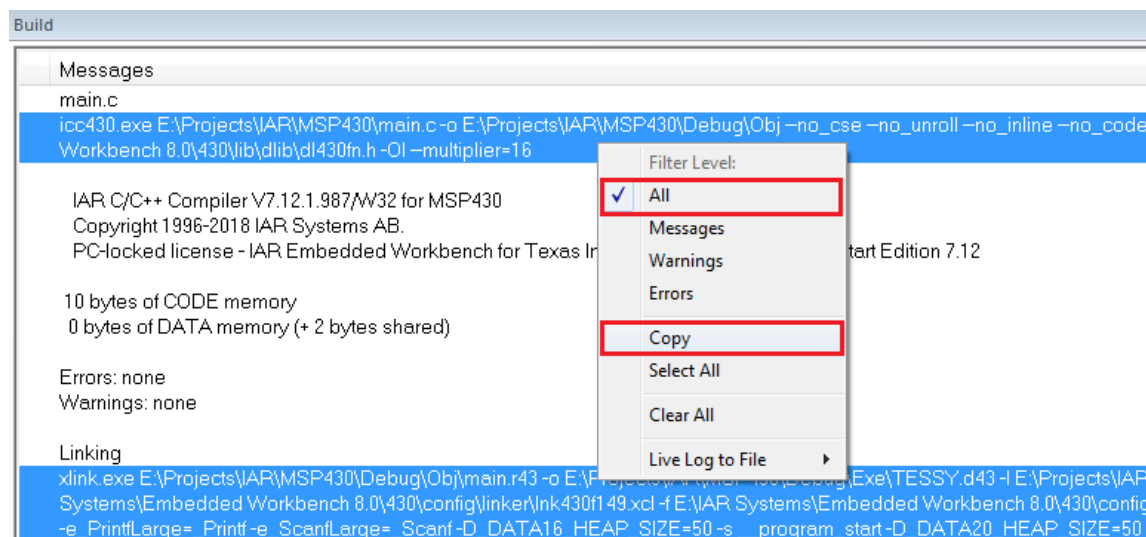 Build
Messages
main.c
icc430.exe E:\Projects\IAR\MSP430\main.c -o E:\Projects\IAR\MSP430\Debug\Obj —no_cse —no_unroll —no_inline —no_code
Workbench 8.0\430\lib\dlib\dl430fn.h -Ol —multiplier=16
IAR C/C++ Compiler V7.12.1.987/W32 for MSP430
Copyright 1996-2018 IAR Systems AB.
PC-locked license - IAR Embedded Workbench for Texas In tart Edition 7.12
10 bytes of CODE memory
0 bytes of DATA memory (+ 2 bytes shared)
Errors: none
Warnings: none
Linking
xlink.exe E:\Projects\IAR\MSP430\Debug\Obj\main.r43 -o E:\P \Exe\TESSY.d43 -l E:\Projects\IAR
Systems\Embedded Workbench 8.0\430\config\linker\lnk430f149.xcl -f E:\IAR Systems\Embedded Workbench 8.0\430\config
-e_PrintfLarge=_Printf -e_ScanfLarge=_Scanf -D_DATA16_HEAP_SIZE=50 -s __program_start -D_DATA20_HEAP_SIZE=50
Filter Level:
✓ All
Messages
Warnings
Errors
Copy
Select All
Clear All
Live Log to File